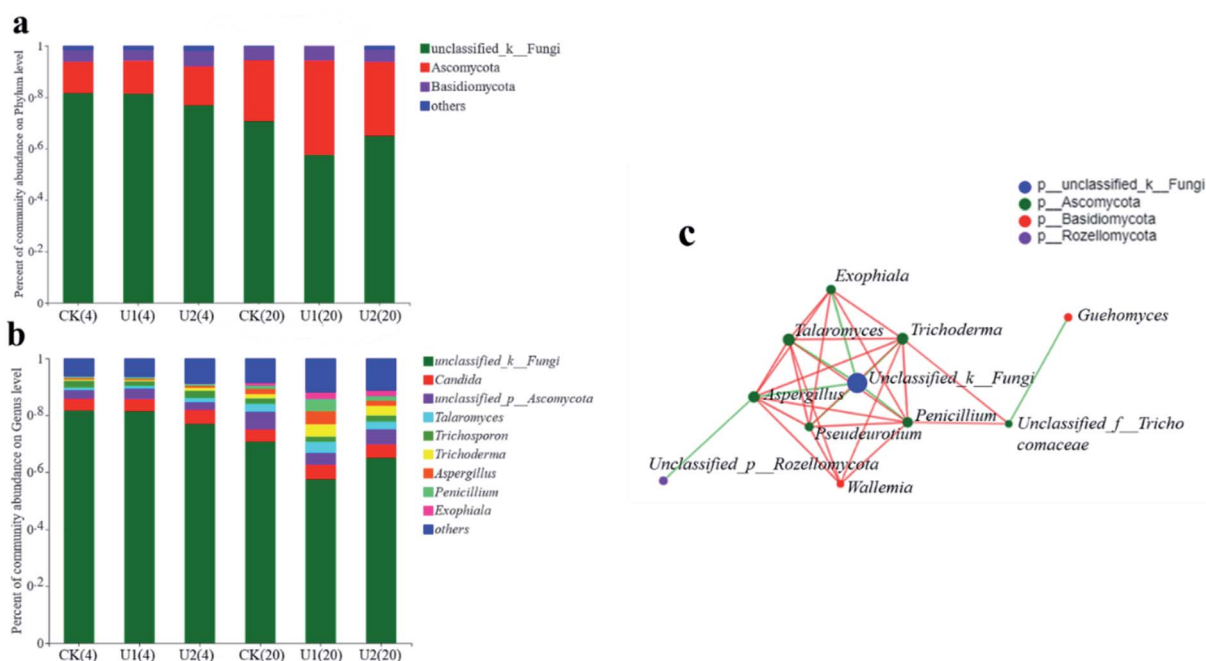 a
Percent of community abundance on Phylum level
1
0.8
0.6
0.4
0.2
0
CK(4) U1(4) U2(4) CK(20) U1(20) U2(20)
unclassified_k__Fungi
Ascomycota
Basidiomycota
others
b
Percent of community abundance on Genus level
1
0.8
0.6
0.4
0.2
0
CK(4) U1(4) U2(4) CK(20) U1(20) U2(20)
unclassified_k__Fungi
Candida
unclassified_p__Ascomycota
Talaromyces
Trichosporon
Trichoderma
Aspergillus
Penicillium
Exophiala
others
c
p__unclassified_k__Fungi
p__Ascomycota
p__Basidiomycota
p__Rozellomycota
Exophiala
Guehomyces
Talaromyces
Trichoderma
Unclassified_k__Fungi
Aspergillus
Penicillium
Unclassified_f__Tricho
comaceae
Pseudeurotium
Unclassified_p__Rozellomycota
Wallemia